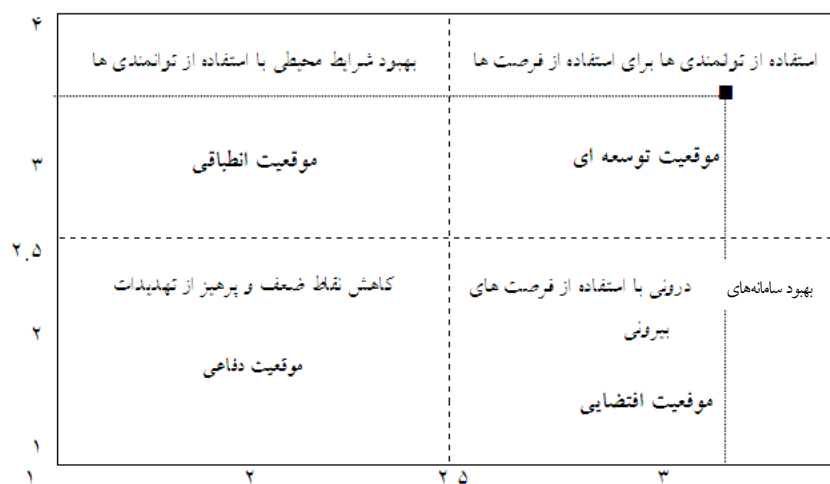 ۴
استفاده از توانمندی ها برای استفاده از فرصت ها
بهبود شرایط محیطی با استفاده از توانمندی ها
موقعیت توسعه ای
موقعیت انطباقی
۳
۲.۵
بهبود سامانه‌های
درونی با استفاده از فرصت های
بیرونی
کاهش نقاط ضعف و پرهیز از تهدیدات
۲
موقعیت دفاعی
موقعیت اقتضایی
۱
۱
۲
۲.۵
۳